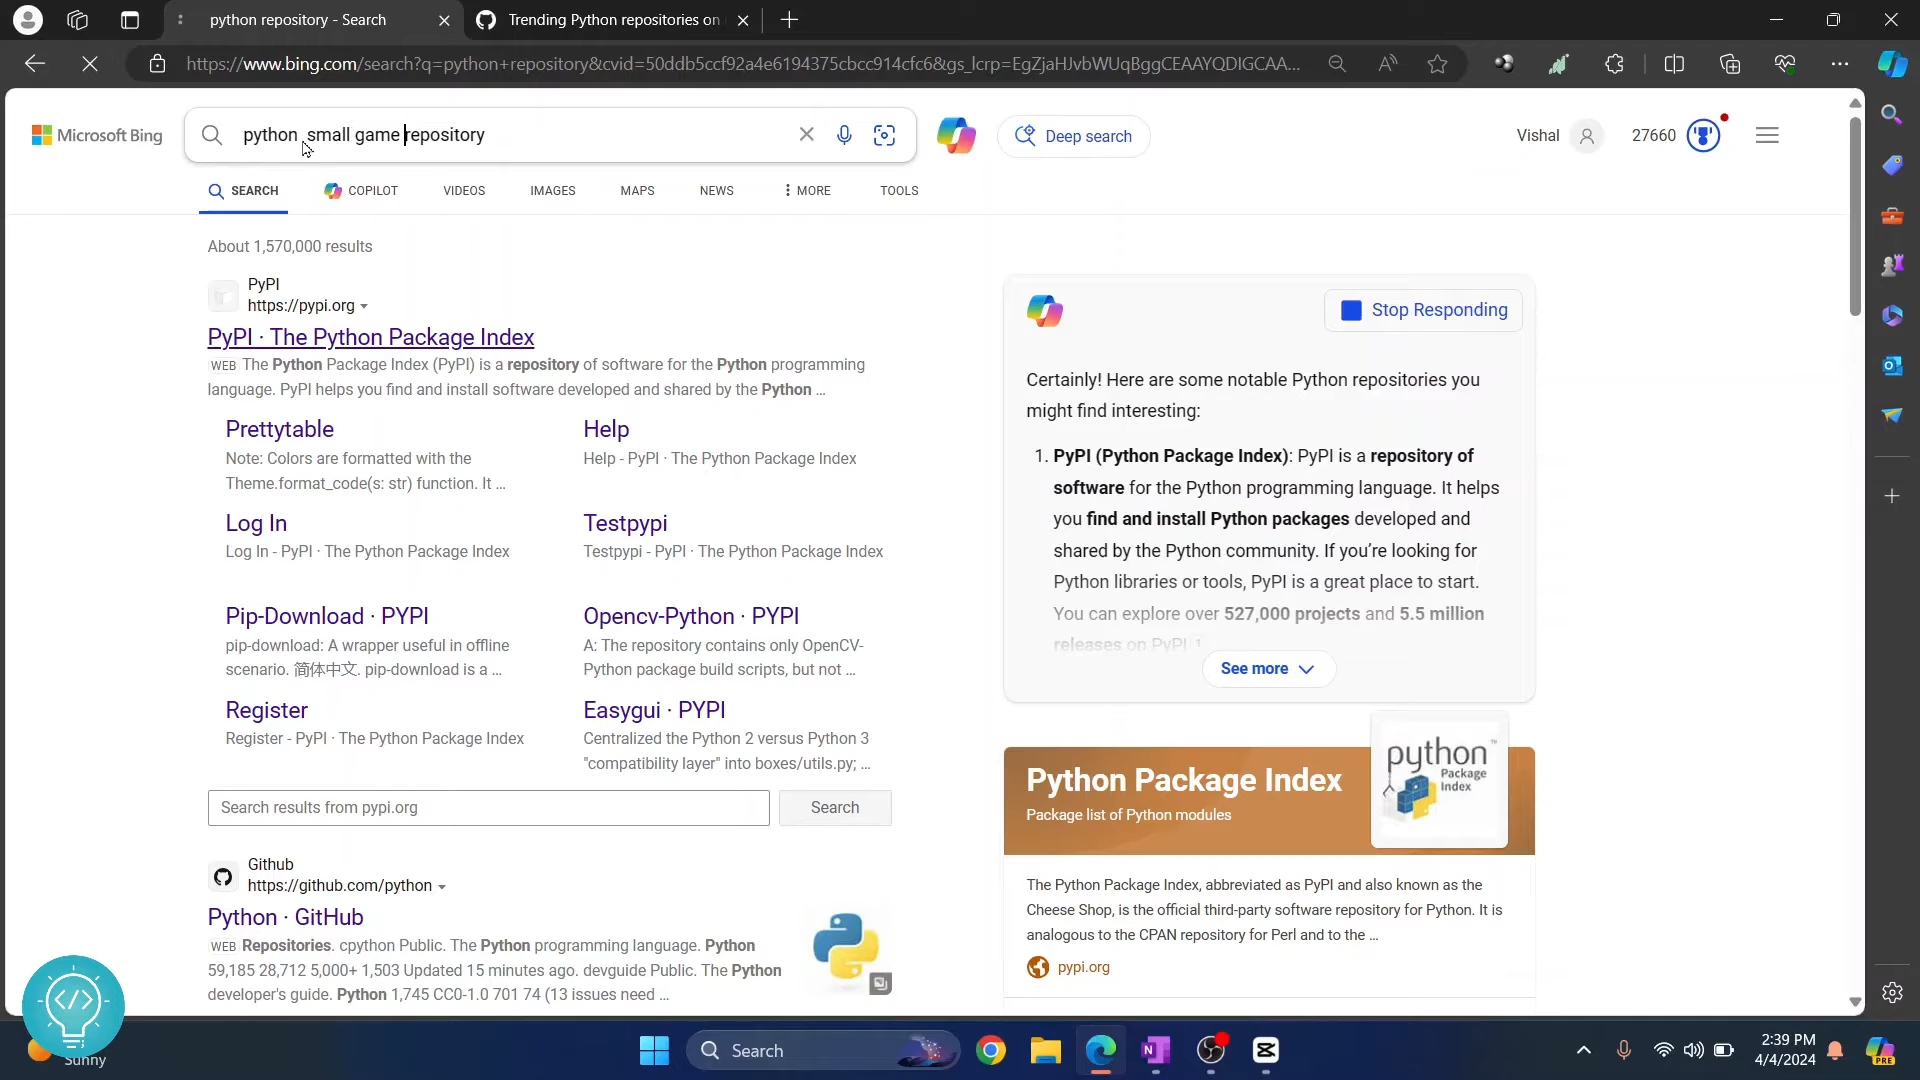 python repository - Search
Trending Python repositories on
https://www.bing.com/search?q=python+repository&cvid=50ddb5ccf92a4e6194375cbcc914cfc6&gs_lcrp=EgZjaHJvbWUqBggCEAAYQDIGCAA...
Microsoft Bing
python small game repository
Deep search
Vishal
27660
SEARCH
COPILOT
VIDEOS
IMAGES
MAPS
NEWS
MORE
TOOLS
About 1,570,000 results
PyPI
https://pypi.org
PyPI · The Python Package Index
WEB The Python Package Index (PyPI) is a repository of software for the Python programming
language. PyPI helps you find and install software developed and shared by the Python ...
Prettytable
Note: Colors are formatted with the
Theme.format_code(s: str) function. It ...
Help
Help - PyPI · The Python Package Index
Log In
Log In - PyPI · The Python Package Index
Testpypi
Testpypi - PyPI · The Python Package Index
Pip-Download · PYPI
pip-download: A wrapper useful in offline
scenario. 简体中文. pip-download is a ...
Opencv-Python · PYPI
A: The repository contains only OpenCV-
Python package build scripts, but not ...
Register
Register - PyPI · The Python Package Index
Easygui · PYPI
Centralized the Python 2 versus Python 3
"compatibility layer" into boxes/utils.py; ...
Search results from pypi.org
Search
Github
https://github.com/python
Python · GitHub
WEB Repositories. cpython Public. The Python programming language. Python
59,185 28,712 5,000+ 1,503 Updated 15 minutes ago. devguide Public. The Python
developer's guide. Python 1,745 CC0-1.0 701 74 (13 issues need ...
Stop Responding
Certainly! Here are some notable Python repositories you
might find interesting:
1. PyPI (Python Package Index): PyPI is a repository of
software for the Python programming language. It helps
you find and install Python packages developed and
shared by the Python community. If you're looking for
Python libraries or tools, PyPI is a great place to start.
You can explore over 527,000 projects and 5.5 million
releases on PyPI 1
See more
Python Package Index
Package list of Python modules
python
Package
Index
The Python Package Index, abbreviated as PyPI and also known as the
Cheese Shop, is the official third-party software repository for Python. It is
analogous to the CPAN repository for Perl and to the ...
pypi.org
Sunny
Search
2:39 PM
4/4/2024
PRE